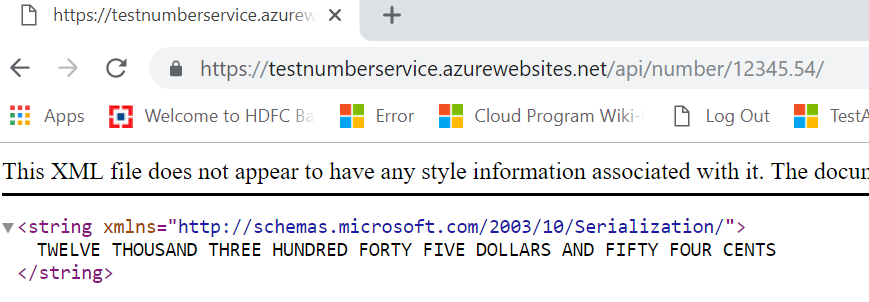 https://testnumberservice.azurew
https://testnumberservice.azurewebsites.net/api/number/12345.54/
Apps Welcome to HDFC Ba Error Cloud Program Wiki- Log Out TestA
This XML file does not appear to have any style information associated with it. The docum
<string xmlns="http://schemas.microsoft.com/2003/10/Serialization/">
TWELVE THOUSAND THREE HUNDRED FORTY FIVE DOLLARS AND FIFTY FOUR CENTS
</string>